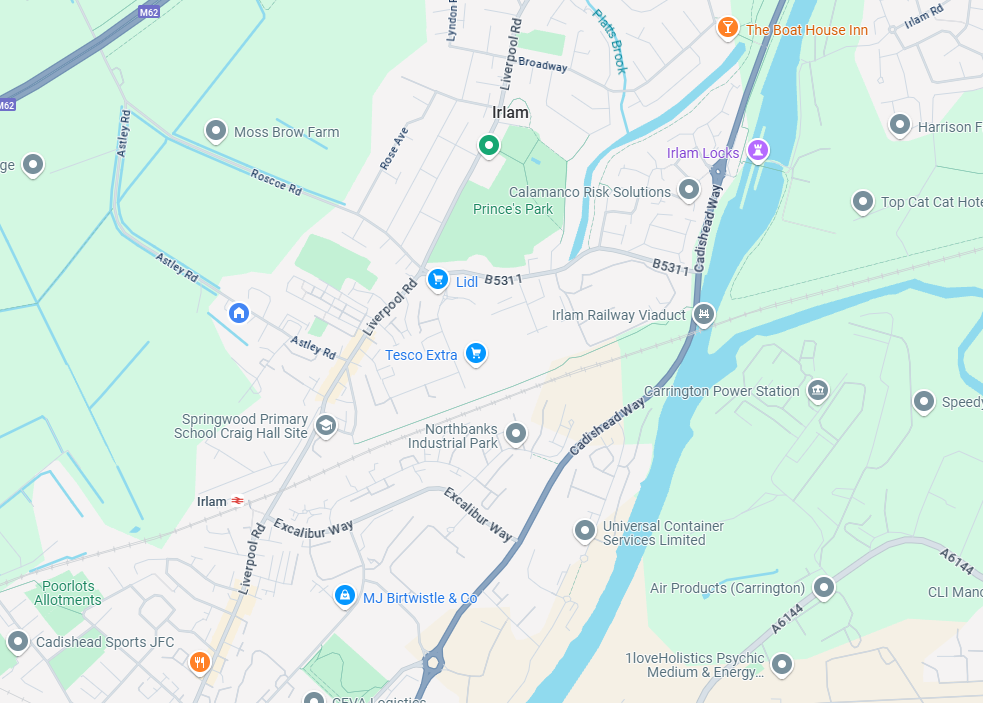 M62
Lyndon R
Liverpool Rd
Platts Brook
The Boat House Inn
Irlam Rd
Broadway
M62
Irlam
Astley Rd
Moss Brow Farm
Rose Ave
Harrison F
Irlam Locks
ge
Roscoe Rd
Calamanco Risk Solutions
Prince's Park
Top Cat Cat Hote
Cadishead Way
Astley Rd
B5311
B5311
Lidl
Liverpool Rd
Irlam Railway Viaduct
Astley Rd
Tesco Extra
Carrington Power Station
Speedy
Springwood Primary
School Craig Hall Site
Cadishead Way
Northbanks
Industrial Park
Irlam
Excalibur Way
Excalibur Way
Universal Container
Services Limited
Liverpool Rd
A6144
Poorlots
Allotments
MJ Birtwistle & Co
Air Products (Carrington)
CLI Manc
A6144
Cadishead Sports JFC
1loveHolistics Psychic
Medium & Energy...
CEVA Logistics